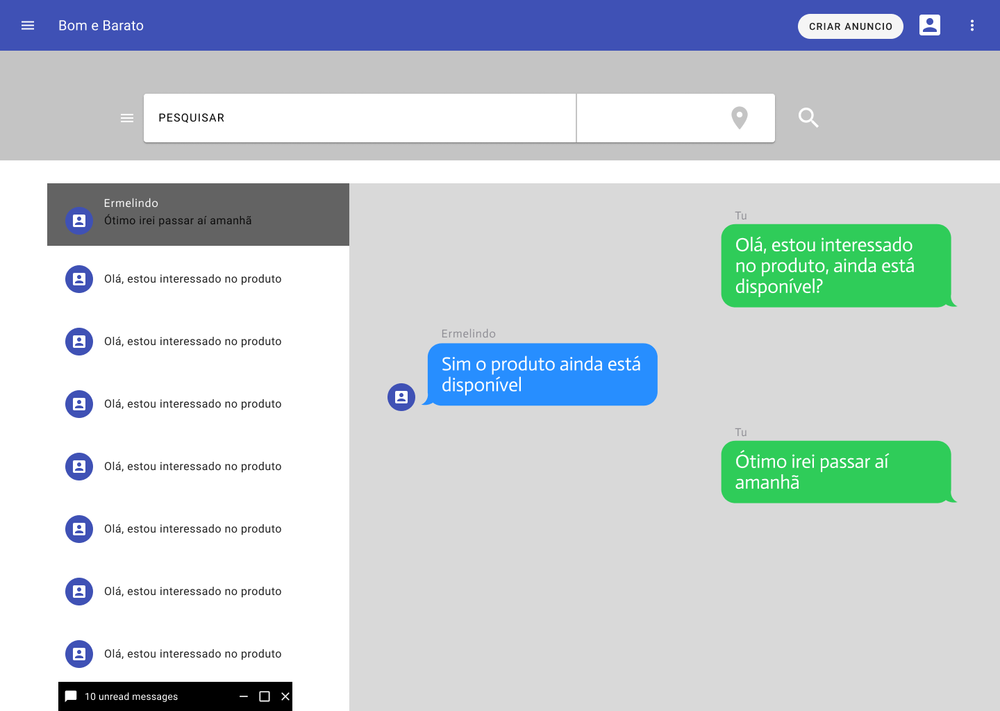 Bom e Barato
CRIAR ANUNCIO
PESQUISAR
Ermelindo
Ótimo irei passar aí amanhã
Olá, estou interessado no produto
Olá, estou interessado no produto
Olá, estou interessado no produto
Olá, estou interessado no produto
Olá, estou interessado no produto
Olá, estou interessado no produto
Olá, estou interessado no produto
10 unread messages
Tu
Olá, estou interessado
no produto, ainda está
disponível?
Ermelindo
Sim o produto ainda está
disponível
Tu
Ótimo irei passar aí
amanhã